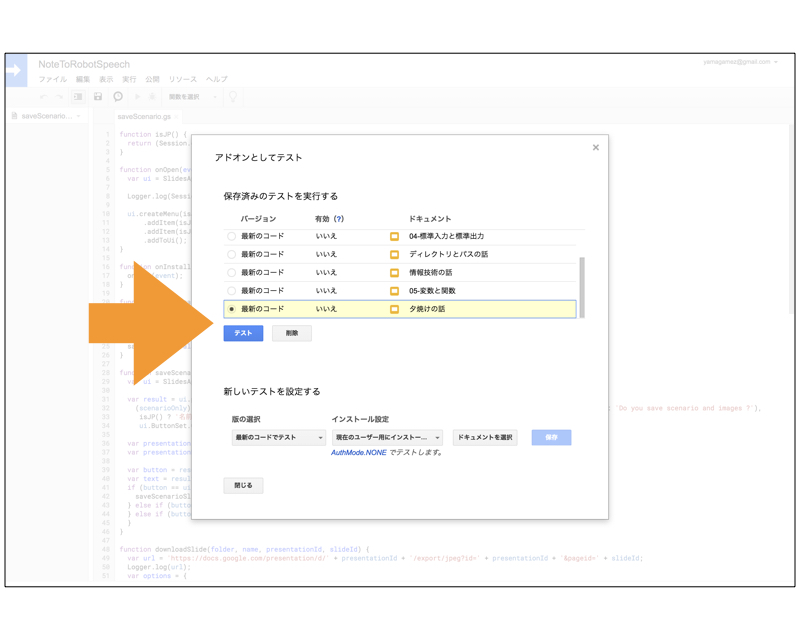 NoteToRobotSpeech
yamagamaz@gmail.com
ファイル 編集 表示 実行 公開 リソース ヘルプ
関数を選択
saveScenario...
saveScenario.gs
1 function isJP() {
2 return (Session.
3 }
4
5 function onOpen(ev
6 var ui = SlidesA
7
8 Logger.log(Sessi
9
10 ui.createMenu(is
11 .addItem(isJ
12 .addItem(isJ
13 .addToUi();
14 }
15
16 function onInstall
17 event);
18 }
アドオンとしてテスト
保存済みのテストを実行する
バージョン 有効 (?) ドキュメント
最新のコード いいえ 04-標準入力と標準出力
最新のコード いいえ ディレクトリとパスの話
最新のコード いいえ 情報技術の話
最新のコード いいえ 05-変数と関数
最新のコード いいえ 夕焼けの話
テスト 削除
新しいテストを設定する
版の選択 インストール設定
最新のコードでテスト 現在のユーザー用にインストー... ドキュメントを選択 保存
AuthMode.NONE でテストします。
閉じる
28 function saveScenar
29 var ui = SlidesA
30
31 var result = ui.
32 (scenarioOnly) 'Do you save scenario and images ?'),
33 isJP() ? '名前
34 ui.ButtonSet.
35
36 var presentation
37 var presentation
38
39 var button = res
40 var text = resul
41 if (button == ui
42 saveScenarioSl
43 } else if (butto
44 } else if (butto
45 }
46 }
47
48 function downloadSlide(folder, name, presentationId, slideId) {
49 var url = 'https://docs.google.com/presentation/d/' + presentationId + '/export/jpeg?id=' + presentationId + '&pageid=' + slideId;
50 Logger.log(url);
51 var options = {